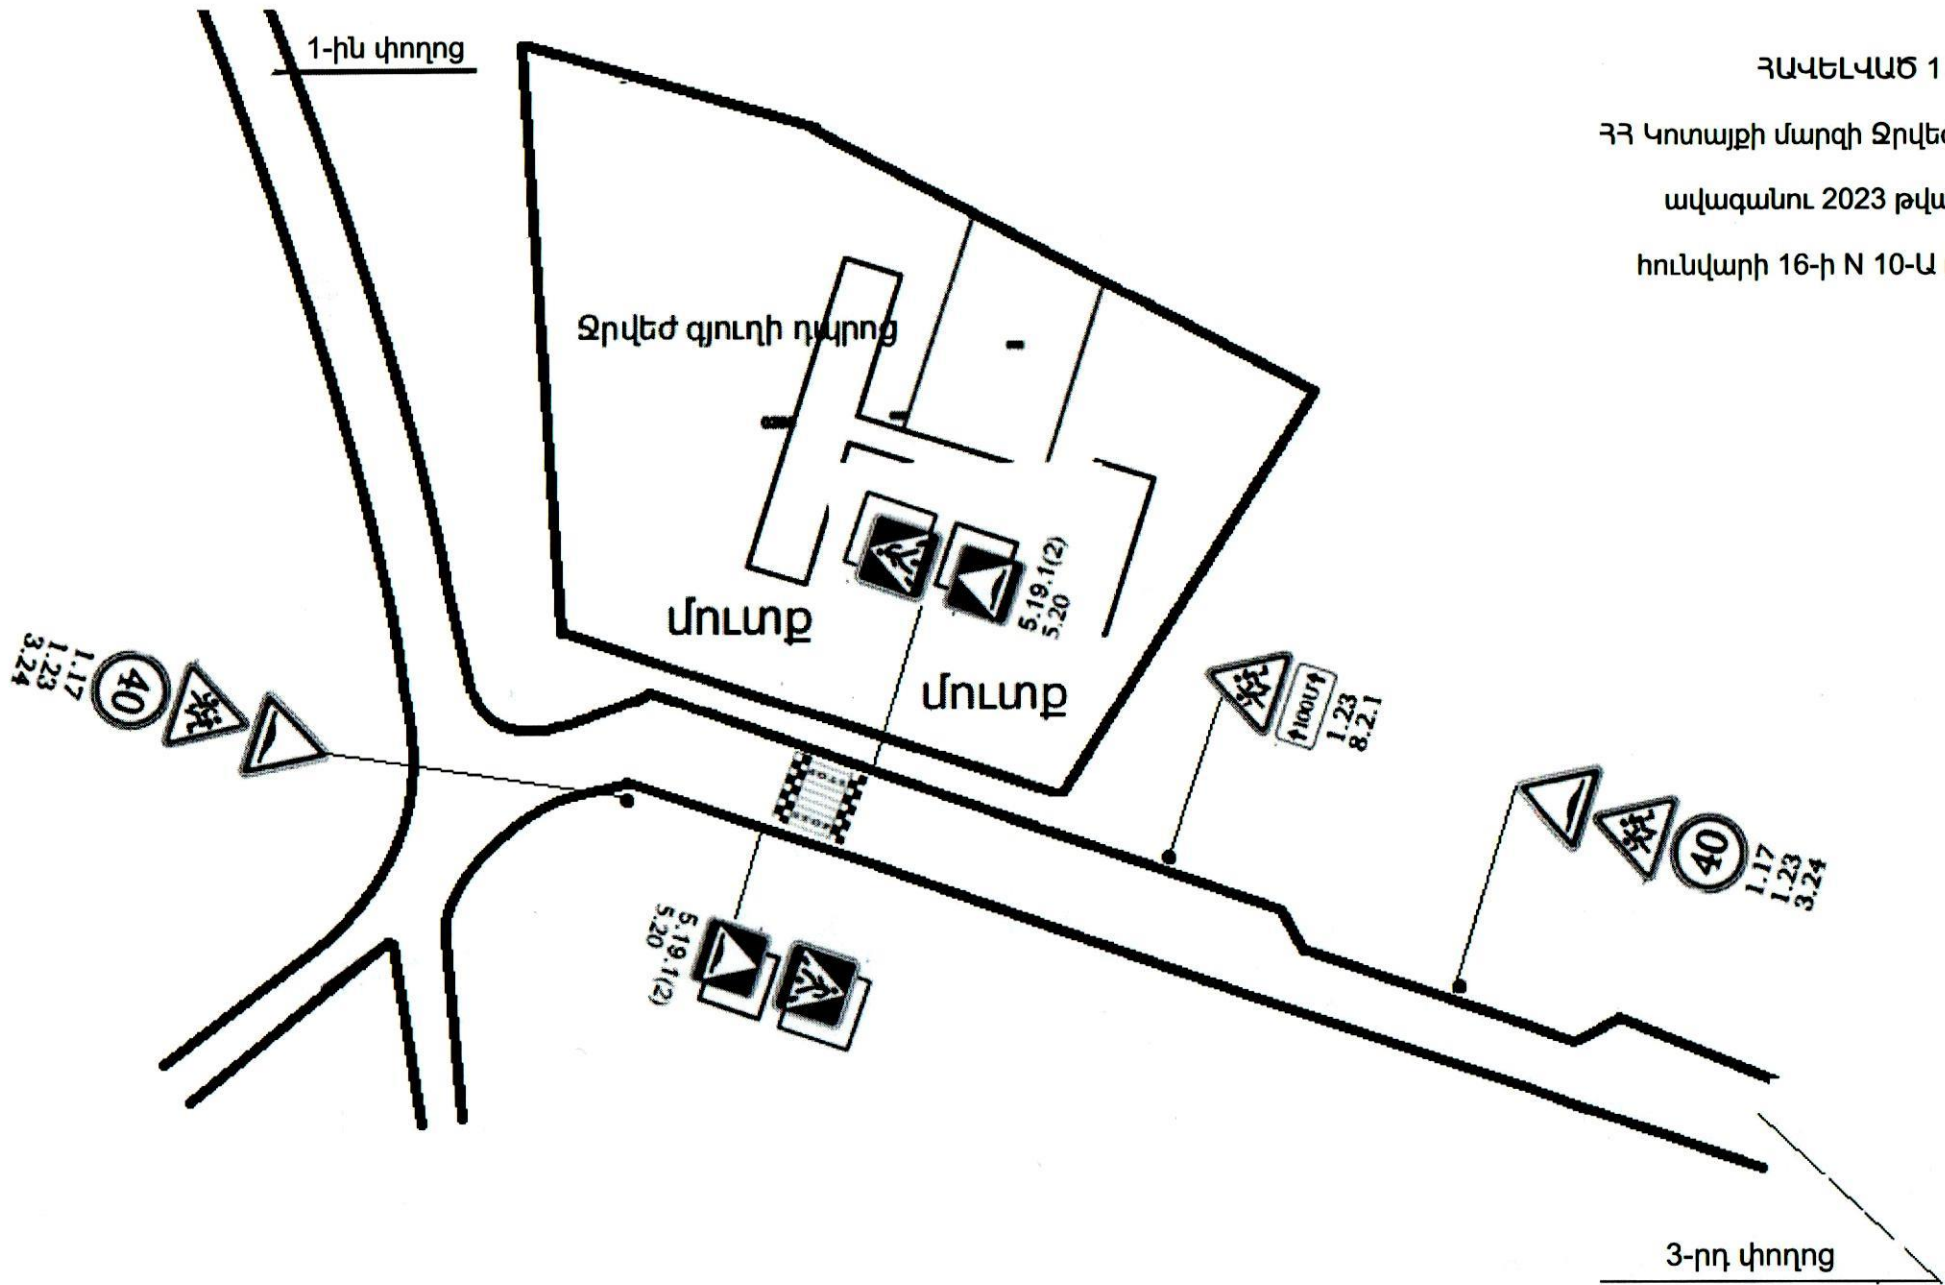 1-ին փողոց
ՀԱՎԵԼՎԱԾ 1
ՀՀ Կոտայքի մարզի
ավագանու 2023
հունվարի 16-ի N 10-Ա
Ջրվեժ գյուղի դպրոց
5.19.1(2)
5.20
մուտք
մուտք
40
1.17
1.23
3.24
↑100Մ↑
1.23
8.2.1
40
1.17
1.23
3.24
5.19.1(2)
5.20
3-րդ փողոց